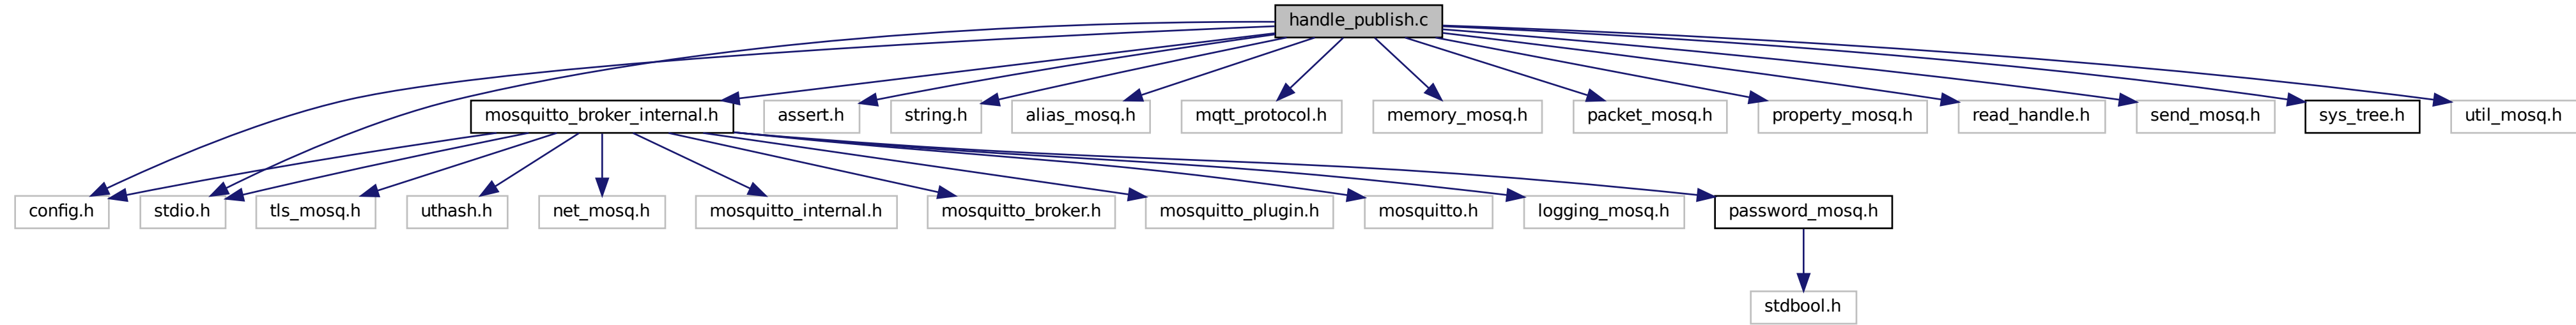 handle_publish.c
mosquitto_broker_internal.h
assert.h
string.h
alias_mosq.h
mqtt_protocol.h
memory_mosq.h
packet_mosq.h
property_mosq.h
read_handle.h
send_mosq.h
sys_tree.h
util_mosq.h
config.h
stdio.h
tls_mosq.h
uthash.h
net_mosq.h
mosquitto_internal.h
mosquitto_broker.h
mosquitto_plugin.h
mosquitto.h
logging_mosq.h
password_mosq.h
stdbool.h